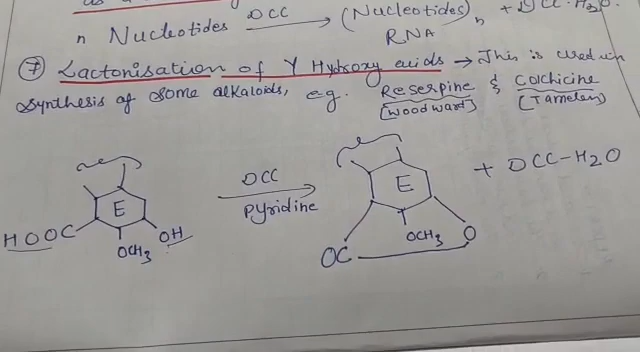 n Nucleotides DCC (Nucleotides)n + DCC.H2O.
RNA
⑦ Lactonisation of γ Hydroxy acids → This is used in
synthesis of some alkaloids, e.g. Reserpine & Colchicine
[Woodward] [Tamelen]
DCC
Pyridine
E
HOOC
OH
OCH3
E
OCH3
OC
O
+ DCC-H2O